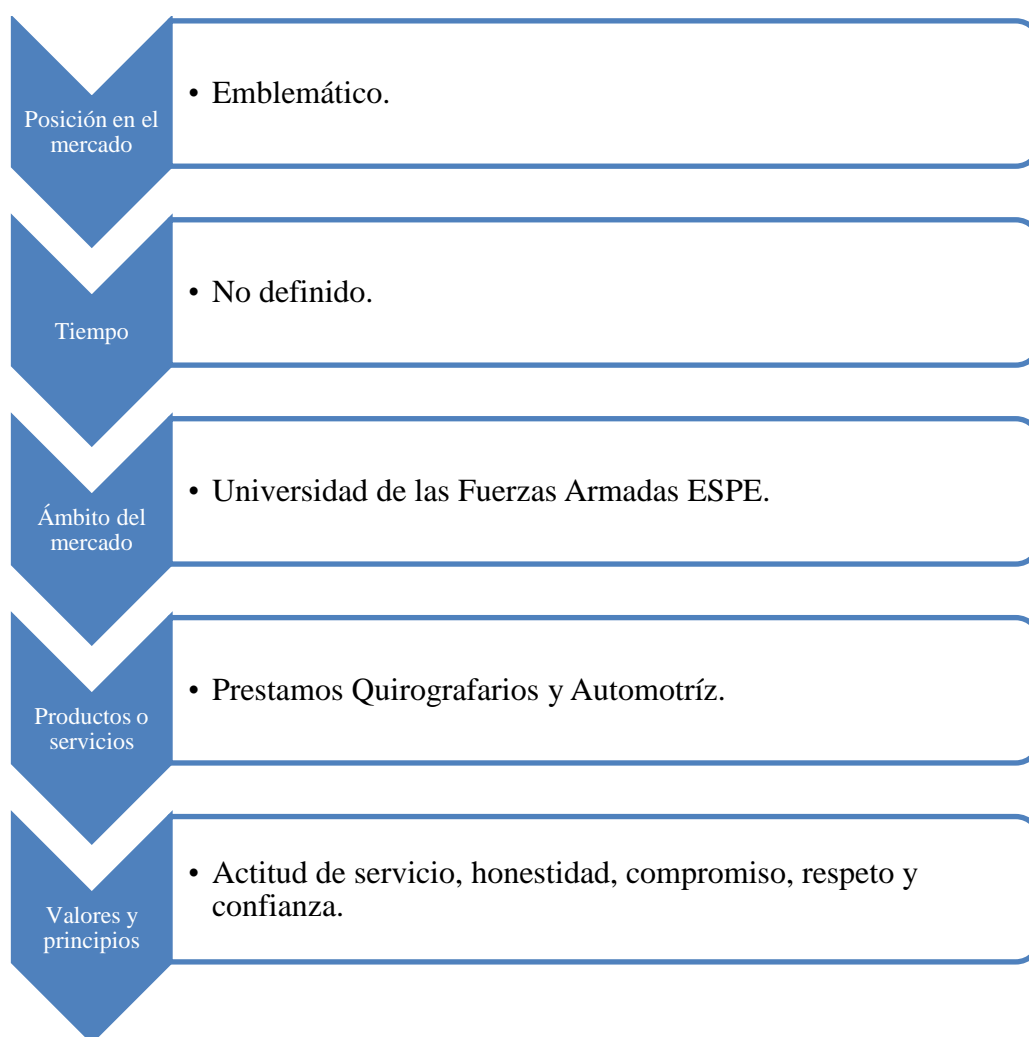 Posición en el
mercado
• Emblemático.
Tiempo
• No definido.
Ámbito del
mercado
• Universidad de las Fuerzas Armadas ESPE.
Productos o
servicios
• Prestamos Quirografarios y Automotríz.
Valores y
principios
• Actitud de servicio, honestidad, compromiso, respeto y
confianza.